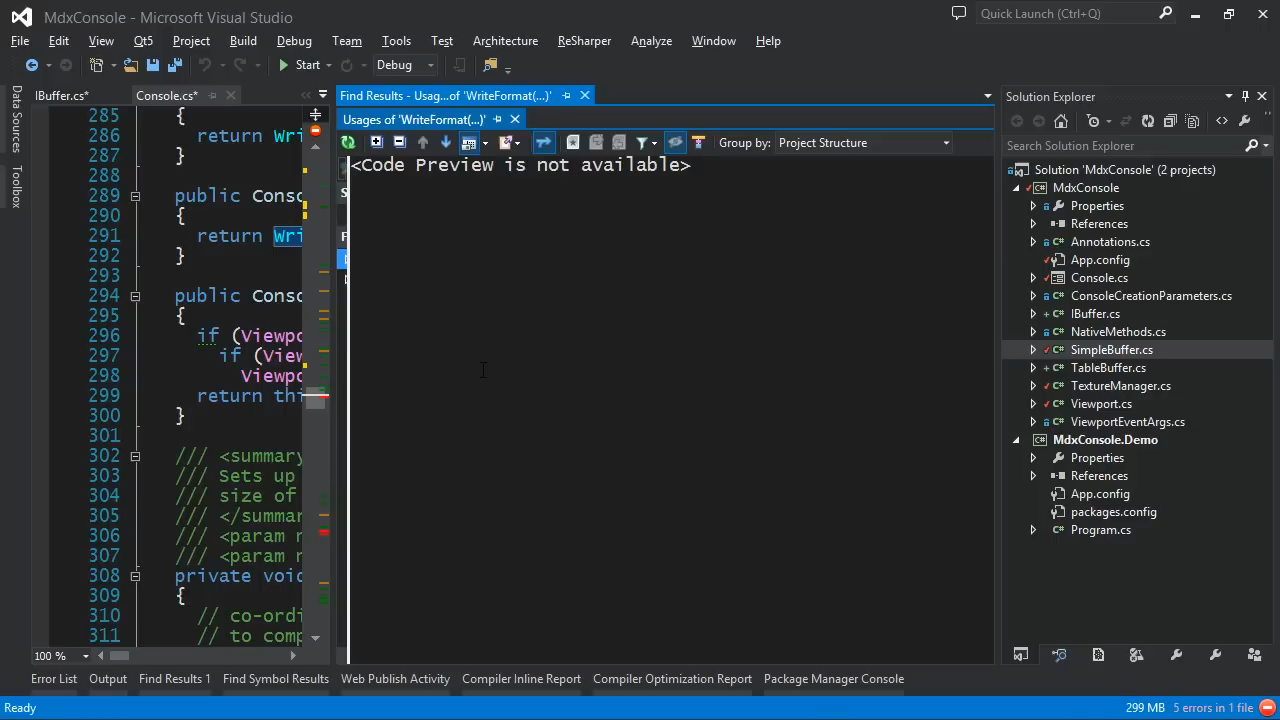 MdxConsole - Microsoft Visual Studio
Quick Launch (Ctrl+Q)
File Edit View Qt5 Project Build Debug Team Tools Test Architecture ReSharper Analyze Window Help
Start Debug
Data Sources
Toolbox
IBuffer.cs* Console.cs*
285 {
286 return Wri
287 }
288
289 public Conso
290 {
291 return Wri
292 }
293
294 public Conso
295 {
296 if (Viewpo
297 if (View
298 Viewpo
299 return thi
300 }
301
302 /// <summary
303 /// Sets up
304 /// size of
305 /// </summar
306 /// <param n
307 /// <param n
308 private void
309 {
310 // co-ordi
311 // to comp
100 %
Find Results - Usag...of 'WriteFormat(...)'
Usages of 'WriteFormat(...)'
Group by: Project Structure
<Code Preview is not available>
Solution Explorer
Search Solution Explorer
Solution 'MdxConsole' (2 projects)
MdxConsole
Properties
References
Annotations.cs
App.config
Console.cs
ConsoleCreationParameters.cs
IBuffer.cs
NativeMethods.cs
SimpleBuffer.cs
TableBuffer.cs
TextureManager.cs
Viewport.cs
ViewportEventArgs.cs
MdxConsole.Demo
Properties
References
App.config
packages.config
Program.cs
Error List Output Find Results 1 Find Symbol Results Web Publish Activity Compiler Inline Report Compiler Optimization Report Package Manager Console
Ready
299 MB 5 errors in 1 file